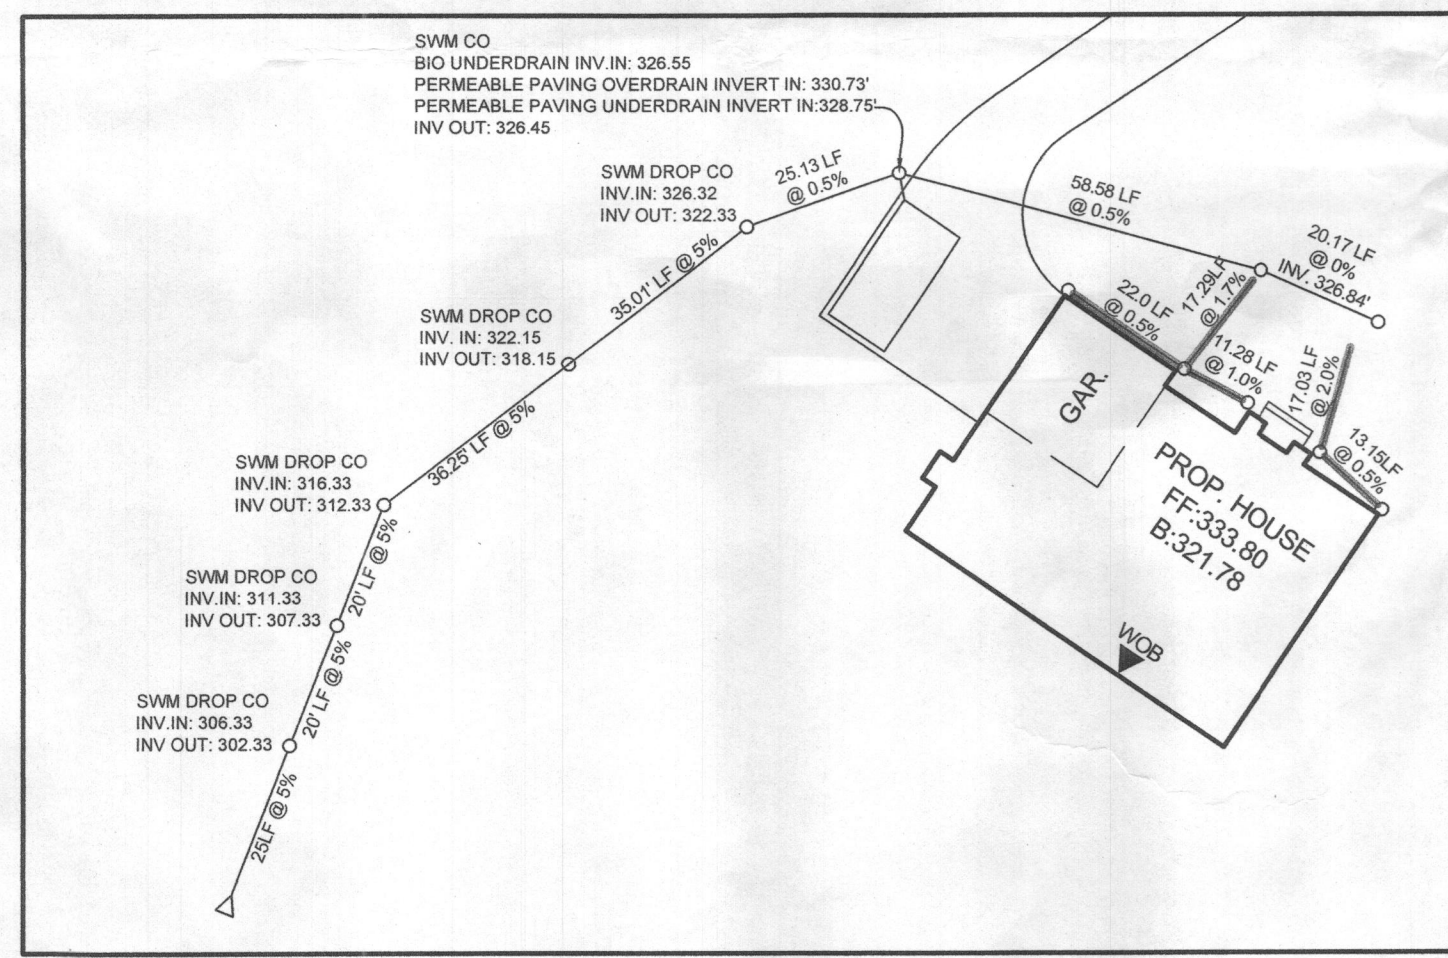 SWM CO
BIO UNDERDRAIN INV.IN: 326.55
PERMEABLE PAVING OVERDRAIN INVERT IN: 330.73'
PERMEABLE PAVING UNDERDRAIN INVERT IN:328.75'
INV OUT: 326.45
SWM DROP CO
INV.IN: 326.32
INV OUT: 322.33
25.13 LF
@ 0.5%
58.58 LF
@ 0.5%
20.17 LF
@ 0%
INV. 326.84'
35.01' LF @ 5%
22.0 LF
@ 0.5%
17.29LF
@ 1.7%
11.28 LF
@ 1.0%
17.03 LF
@ 2.0%
13.15LF
@ 0.5%
SWM DROP CO
INV. IN: 322.15
INV OUT: 318.15
36.25' LF @ 5%
GAR.
PROP. HOUSE
FF:333.80
B:321.78
WOB
SWM DROP CO
INV.IN: 316.33
INV OUT: 312.33
20' LF @ 5%
SWM DROP CO
INV.IN: 311.33
INV OUT: 307.33
20' LF @ 5%
SWM DROP CO
INV.IN: 306.33
INV OUT: 302.33
25LF @ 5%